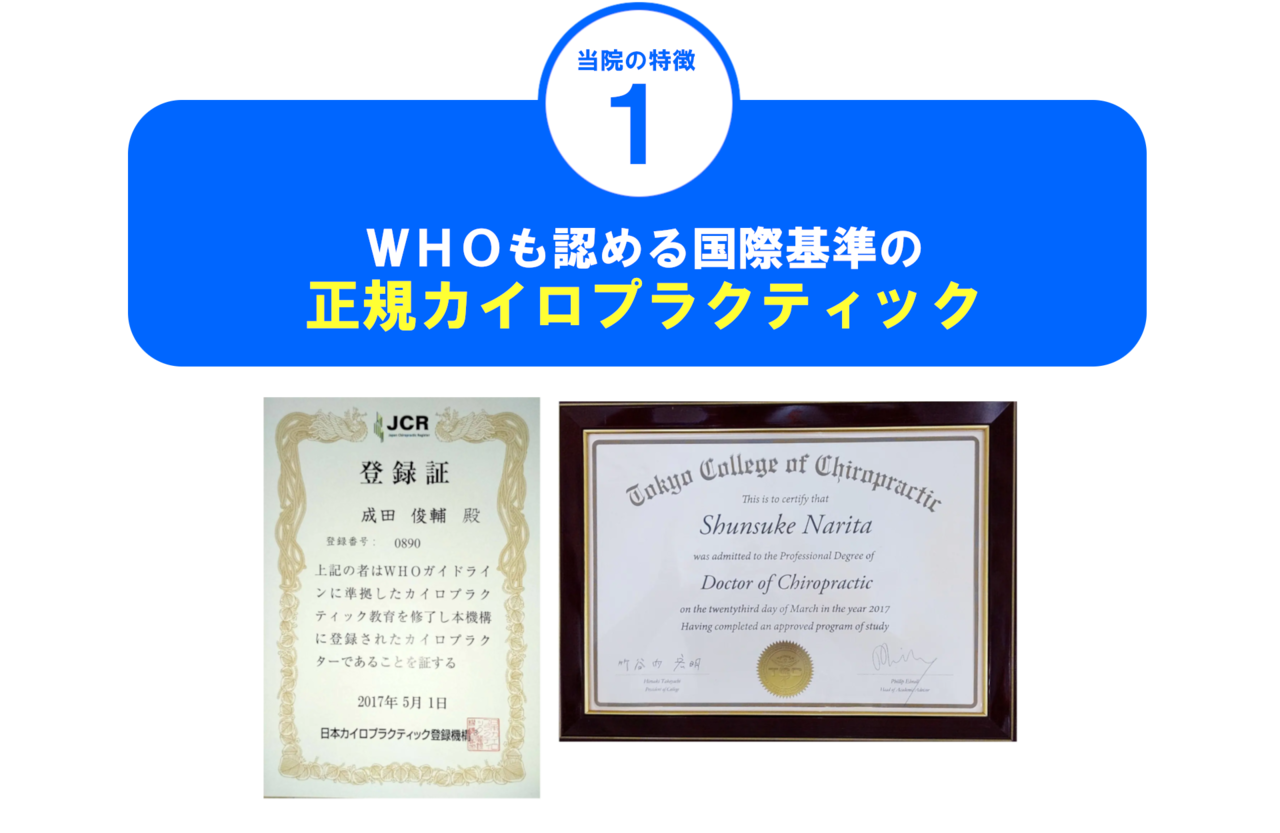 当院の特徴
1
WHOも認める国際基準の
正規カイロプラクティック
JCR
Japan Chiropractic Register
登録証
成田 俊輔 殿
登録番号： 0890
上記の者はWHOガイドライ
ンに準拠したカイロプラク
ティック教育を修了し本機構
に登録されたカイロプラク
ターであることを証する
2017年 5月 1日
日本カイロプラクティック登録機構
Tokyo College of Chiropractic
This is to certify that
Shunsuke Narita
was admitted to the Professional Degree of
Doctor of Chiropractic
on the twentythird day of March in the year 2017
Having completed an approved program of study